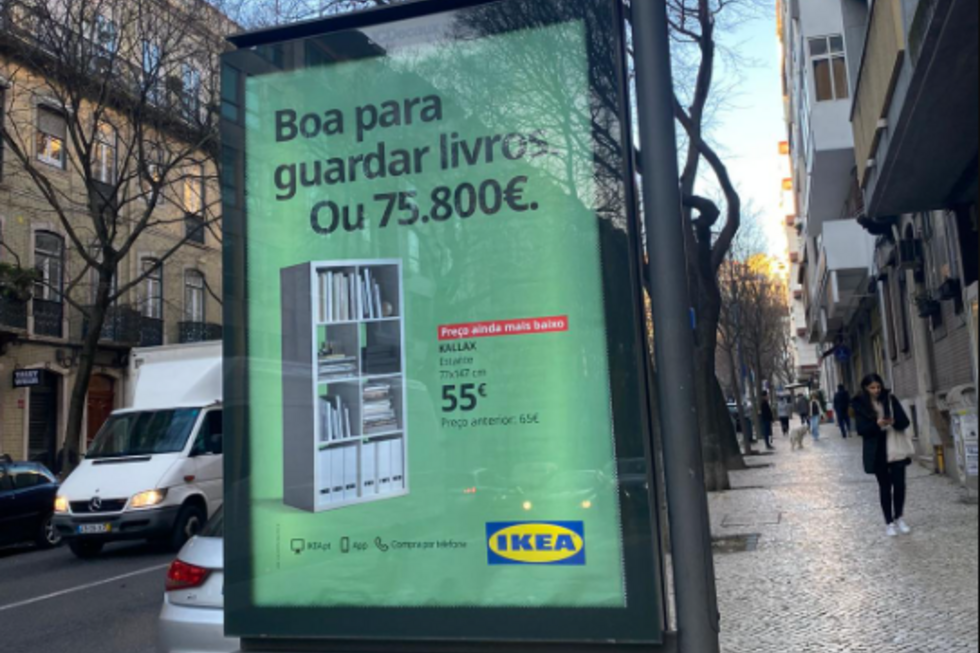 Boa para
guardar livros.
Ou 75.800€.
Preço ainda mais baixo
KALLAX
Estante
77x147 cm
55€
Preço anterior: 65€
IKEA.pt App Compra por telefone
IKEA